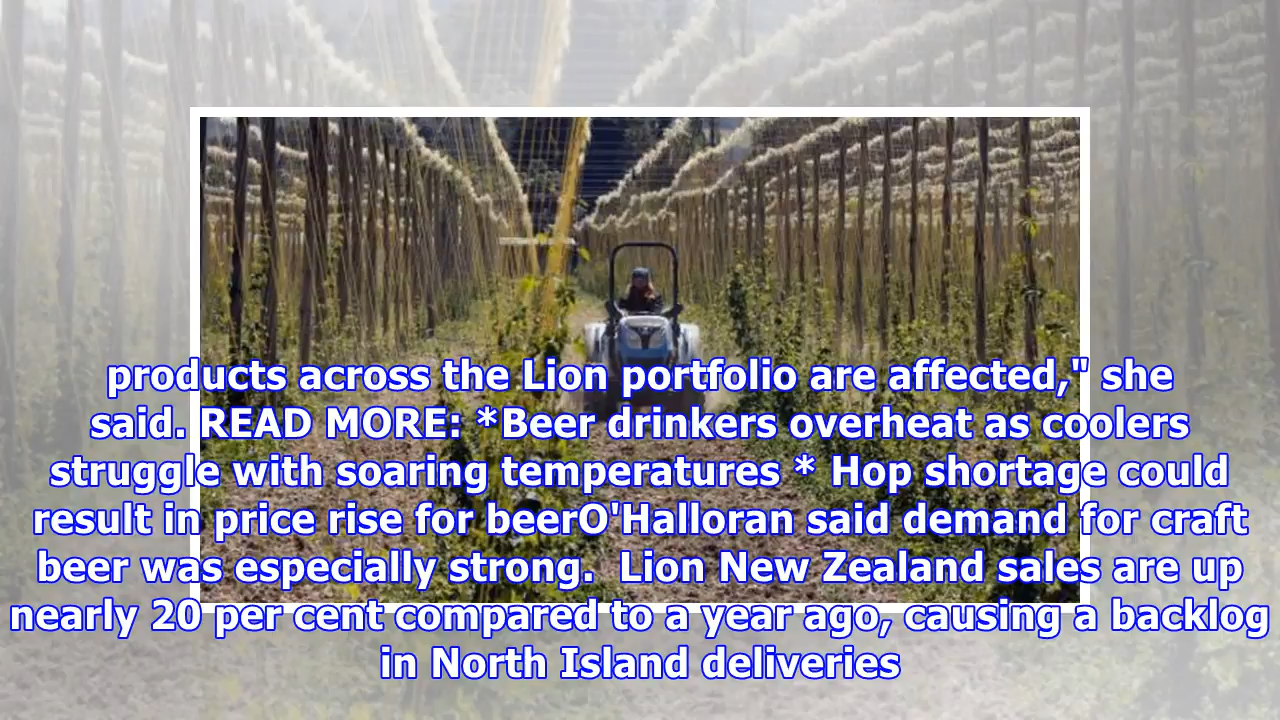 products across the Lion portfolio are affected," she
said. READ MORE: *Beer drinkers overheat as coolers
struggle with soaring temperatures * Hop shortage could
result in price rise for beerO'Halloran said demand for craft
beer was especially strong.  Lion New Zealand sales are up
nearly 20 per cent compared to a year ago, causing a backlog
in North Island deliveries